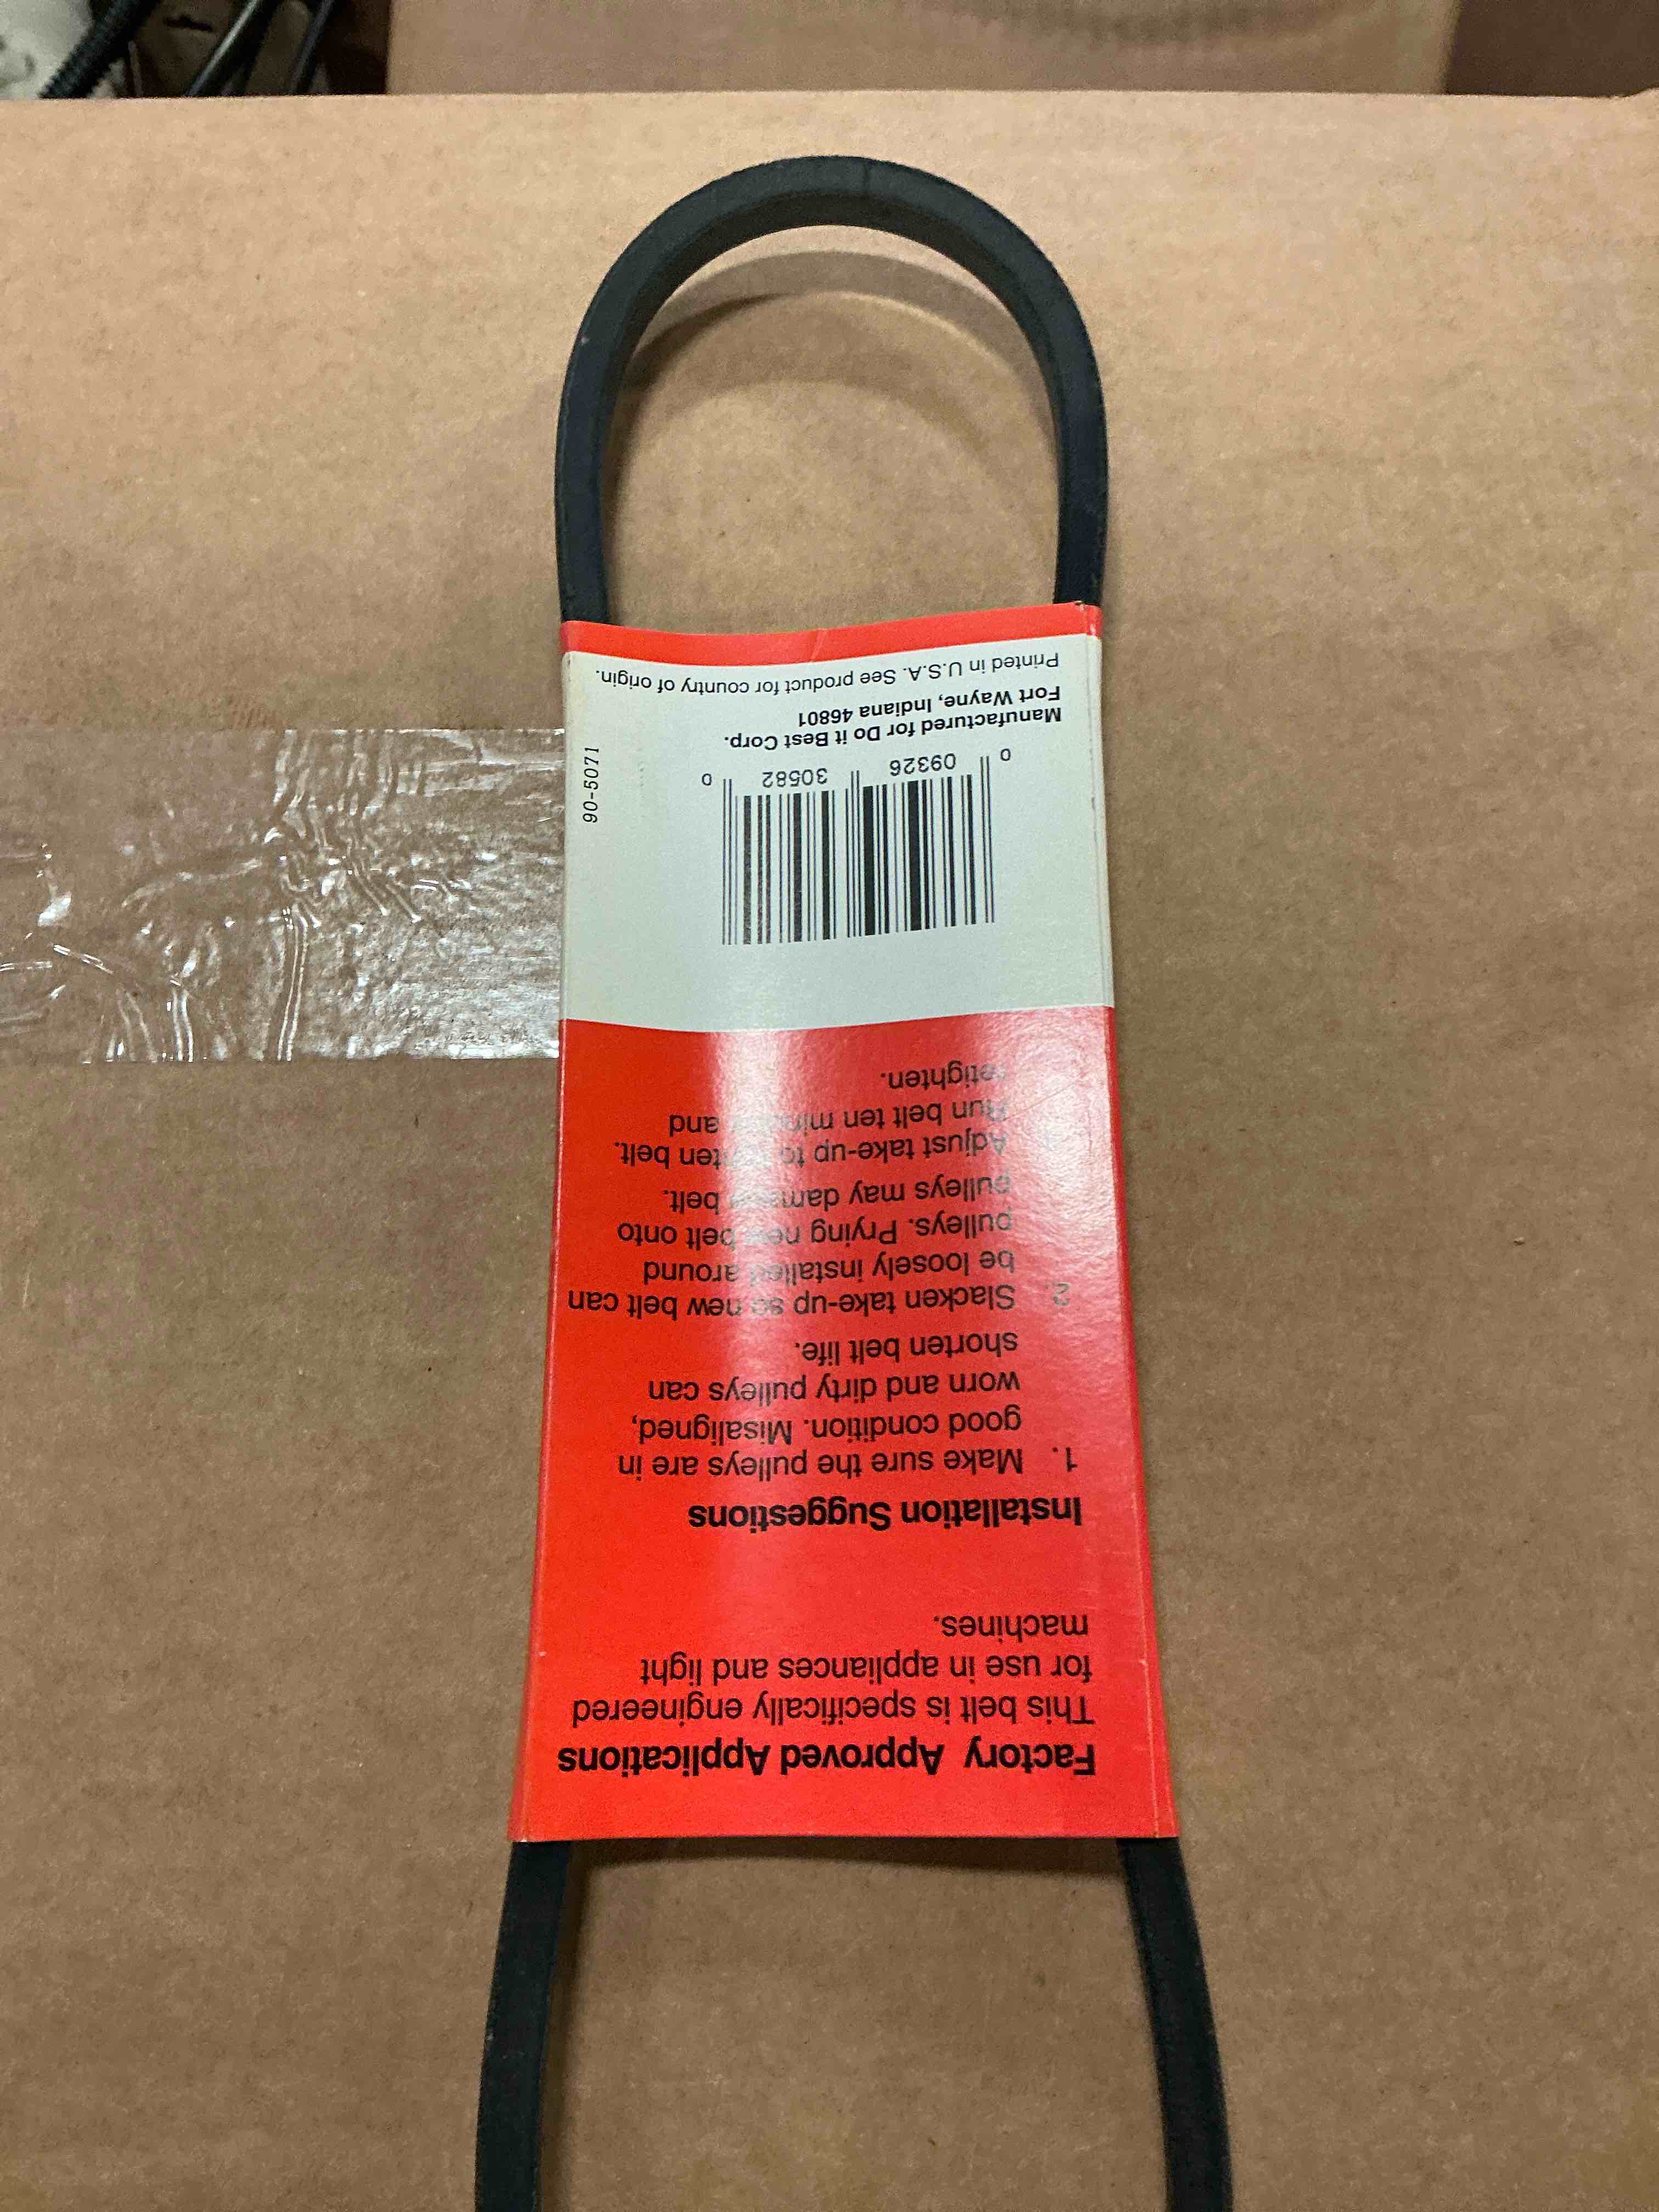 Factory Approved Applications
This belt is specifically engineered
for use in appliances and light
machines.
Installation Suggestions
1. Make sure the pulleys are in
good condition. Misaligned,
worn and dirty pulleys can
shorten belt life.
2. Slacken take-up so new belt can
be loosely installed around
pulleys. Prying new belt onto
pulleys may damage belt.
Adjust take-up to tighten belt.
Run belt ten minutes and
retighten.
0 09326 30582 0
Manufactured for Do it Best Corp.
Fort Wayne, Indiana 46801
Printed in U.S.A. See product for country of origin.
90-5071